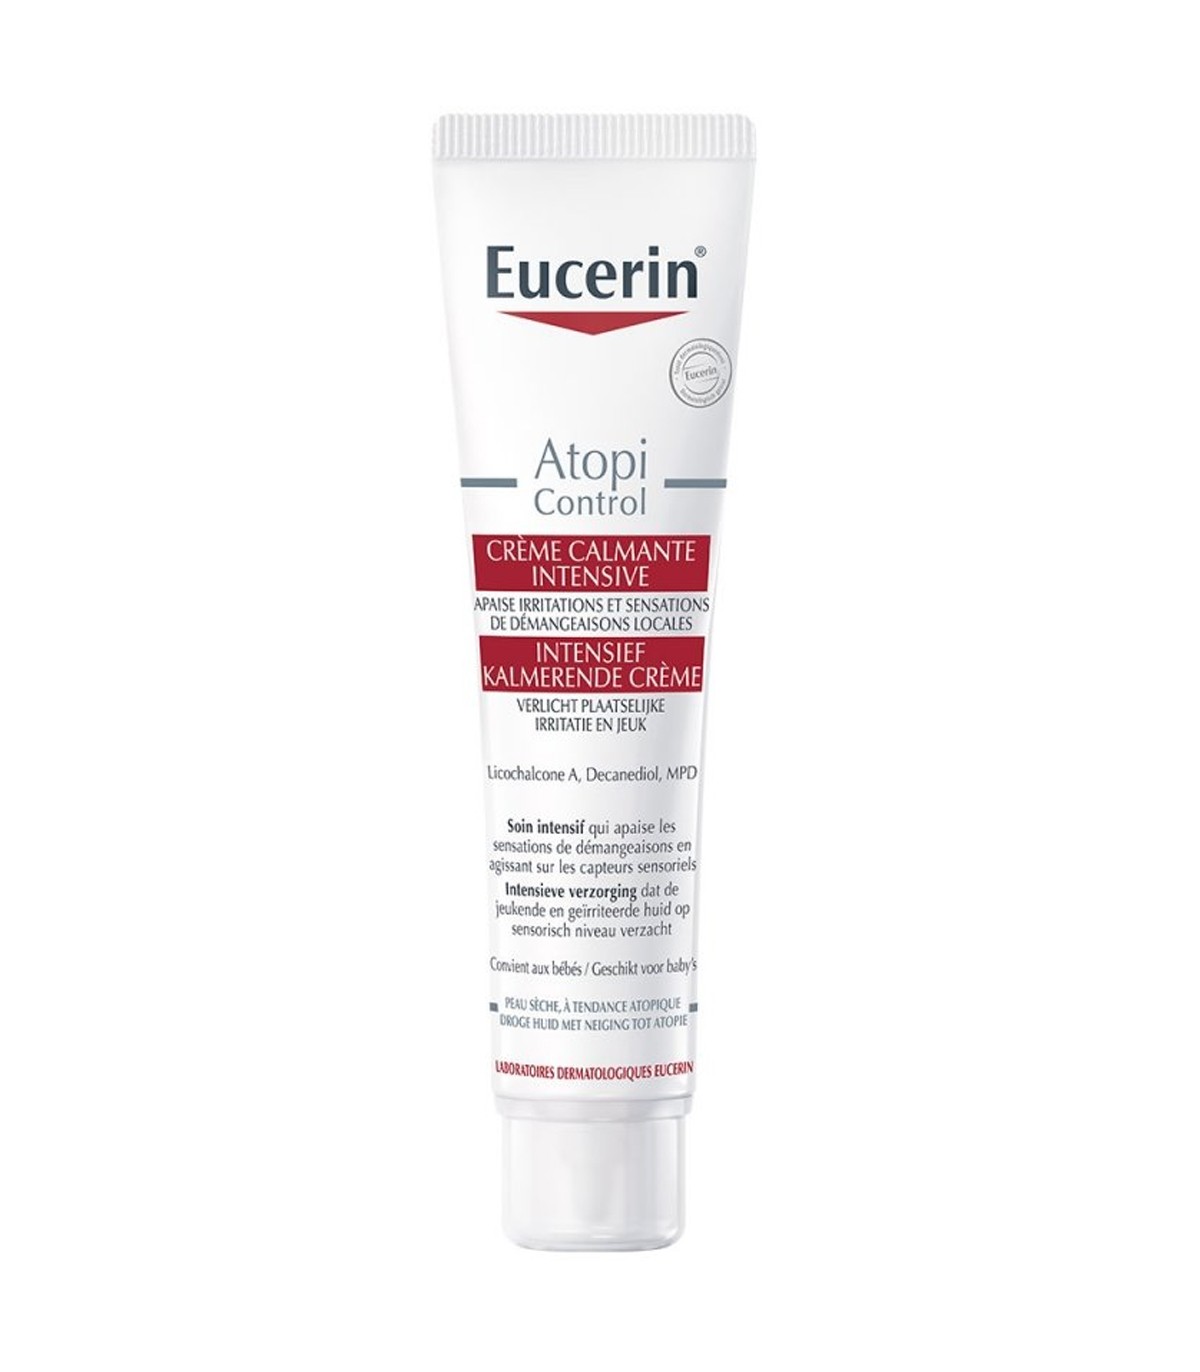 Eucerin®
Eucerin
Atopi
Control
CRÈME CALMANTE
INTENSIVE
APAISE IRRITATIONS ET SENSATIONS
DE DÉMANGEAISONS LOCALES
INTENSIEF
KALMERENDE CRÈME
VERLICHT PLAATSELIJKE
IRRITATIE EN JEUK
Licochalcone A, Decanediol, MPD
Soin intensif qui apaise les
sensations de démangeaisons en
agissant sur les capteurs sensoriels
Intensieve verzorging dat de
jeukende en geïrriteerde huid op
sensorisch niveau verzacht
Convient aux bébés / Geschikt voor baby's
PEAU SÈCHE, À TENDANCE ATOPIQUE
DROGE HUID MET NEIGING TOT ATOPIE
LABORATOIRES DERMATOLOGIQUES EUCERIN